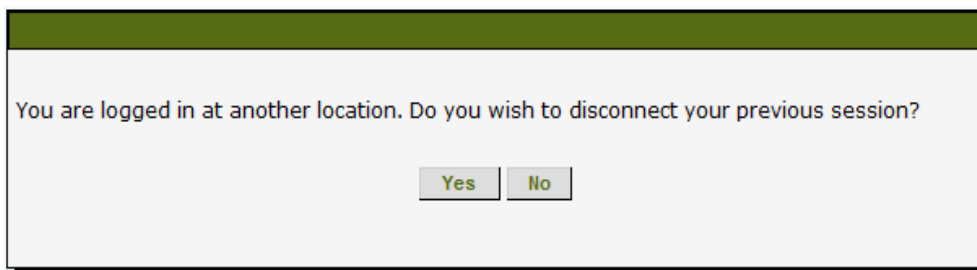 You are logged in at another location. Do you wish to disconnect your previous session?
Yes No